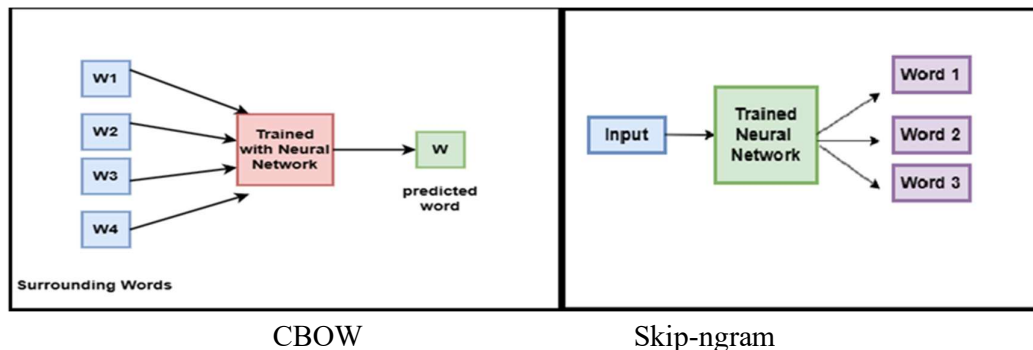 W1
W2
W3
W4
Surrounding Words
Trained
with Neural
Network
W
predicted
word
Input
Trained
Neural
Network
Word 1
Word 2
Word 3
CBOW
Skip-ngram